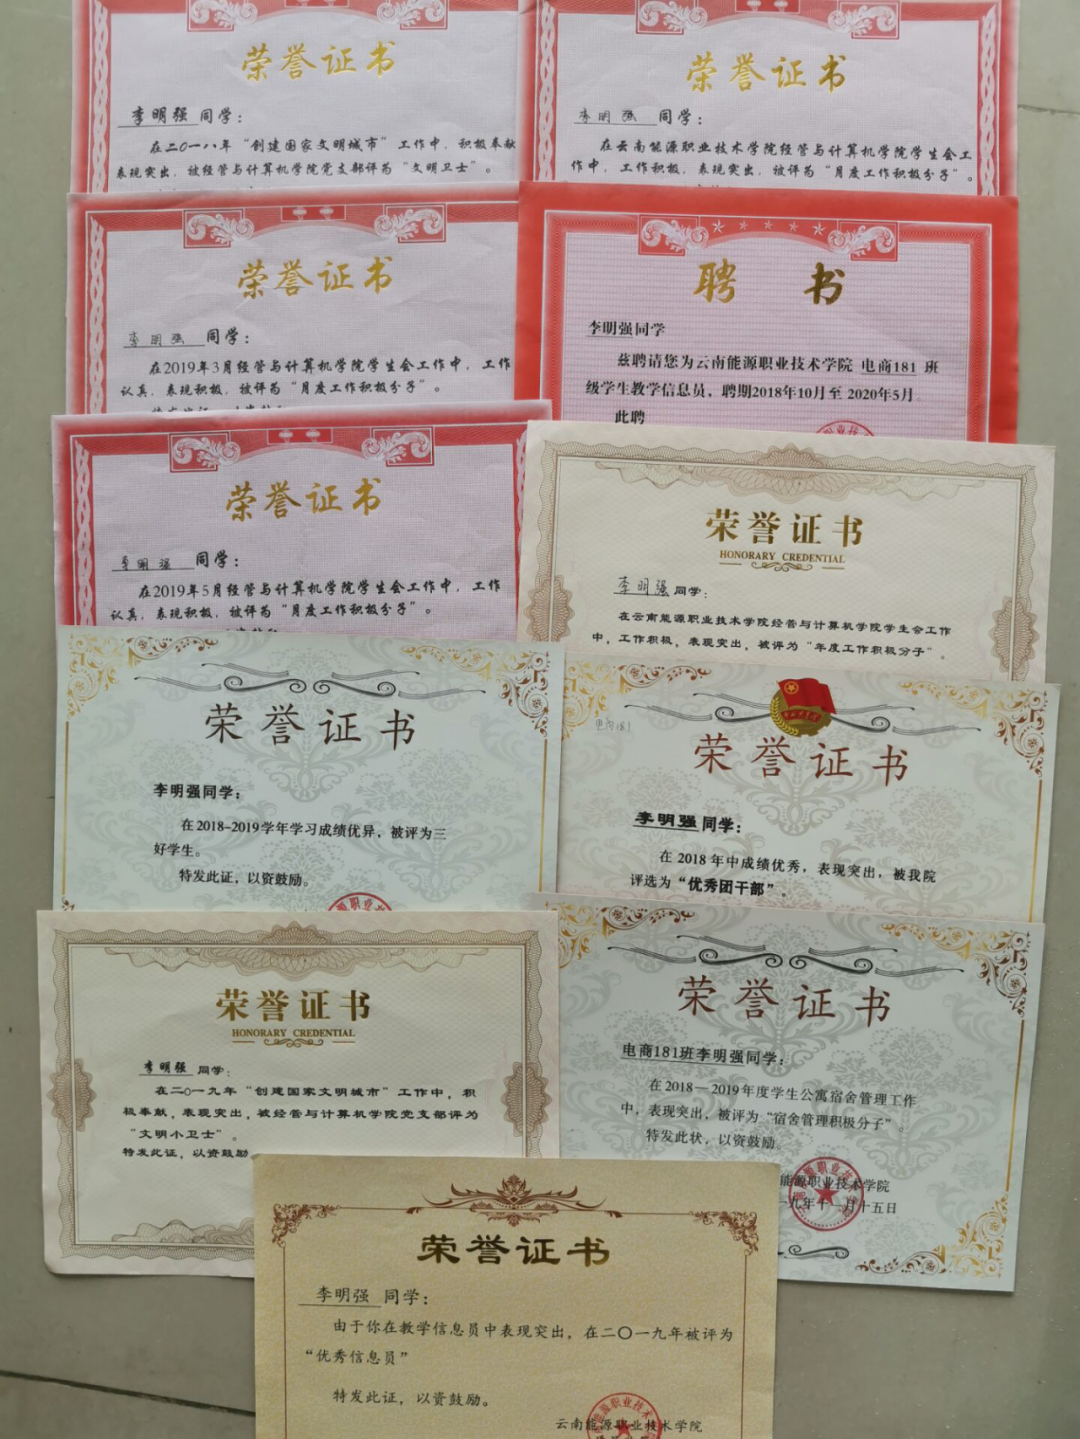 荣誉证书
李明强 同学：
在二〇一八年“创建国家文明城市”工作中，积极奉献
表现突出，被经管与计算机学院党支部评为“文明卫士”。
荣誉证书
李明强 同学：
在云南能源职业技术学院经管与计算机学院学生会工
作中，工作积极，表现突出，被评为“月度工作积极分子”。
荣誉证书
李明强 同学：
在2019年3月经管与计算机学院学生会工作中，工作
认真，表现积极，被评为“月度工作积极分子”。
聘 书
李明强同学
兹聘请您为云南能源职业技术学院 电商181 班
级学生教学信息员，聘期2018年10月至 2020年5月。
此聘
荣誉证书
李明强 同学：
在2019年5月经管与计算机学院学生会工作中，工作
认真，表现积极，被评为“月度工作积极分子”。
荣誉证书
HONORARY CREDENTIAL
李明强 同学：
在云南能源职业技术学院经管与计算机学院学生会工作
中，工作积极，表现突出，被评为“年度工作积极分子”。
荣誉证书
李明强同学：
在2018-2019学年学习成绩优异，被评为三
好学生。
特发此证，以资鼓励。
电商181
荣誉证书
李明强同学：
在 2018 年中成绩优秀，表现突出，被我院
评选为“优秀团干部”。
荣誉证书
HONORARY CREDENTIAL
李明强 同学：
在二〇一九年“创建国家文明城市”工作中，积
极奉献，表现突出，被经管与计算机学院党支部评为
“文明小卫士”。
特发此证，以资鼓励
荣誉证书
电商181班李明强同学：
在2018—2019年度学生公寓宿舍管理工作
中，表现突出，被评为“宿舍管理积极分子”。
特发此状，以资鼓励。
能源职业技术学院
一九年十二月十五日
荣誉证书
李明强 同学：
由于你在教学信息员中表现突出，在二〇一九年被评为
“优秀信息员”
特发此证，以资鼓励。
云南能源职业技术学院